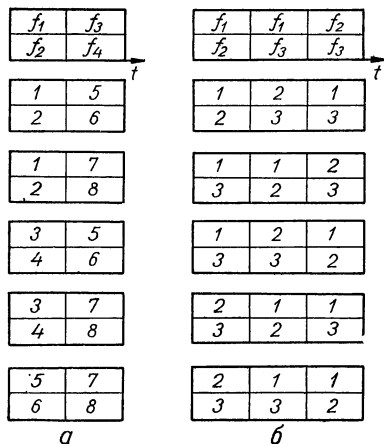 f1 f3 f1 f1 f2
f2 f4 f2 f3 f3
t t
1 5 1 2 1
2 6 2 3 3
1 7 1 1 2
2 8 3 2 3
3 5 1 2 1
4 6 3 3 2
3 7 2 1 1
4 8 3 2 3
5 7 2 1 1
6 8 3 3 2
а б